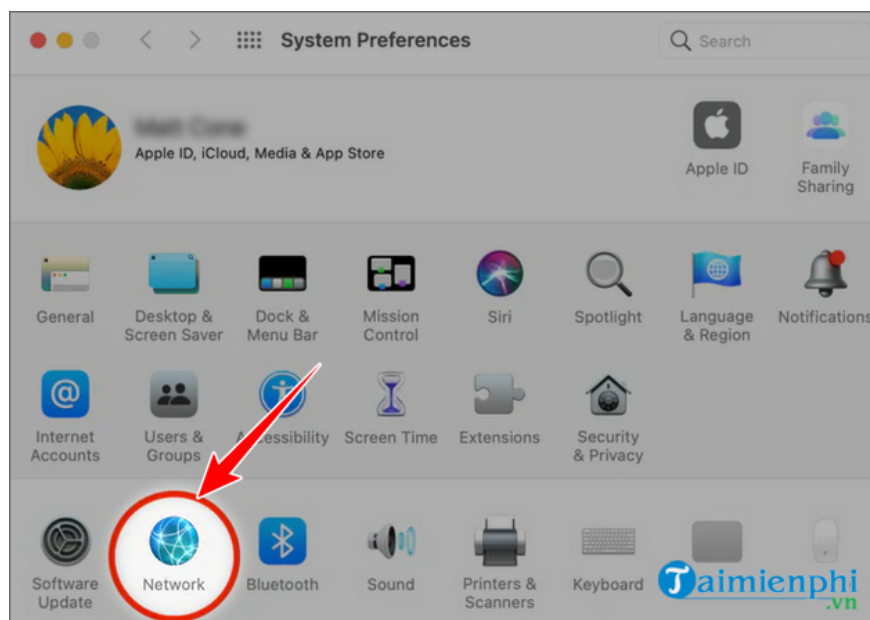 System Preferences
Search
Apple ID, iCloud, Media & App Store
Apple ID
Family
Sharing
General
Desktop &
Screen Saver
Dock &
Menu Bar
Mission
Control
Siri
Spotlight
Language
& Region
Notifications
Internet
Accounts
Users &
Groups
Accessibility
Screen Time
Extensions
Security
& Privacy
Software
Update
Network
Bluetooth
Sound
Printers &
Scanners
Keyboard
Taimienphi
.vn